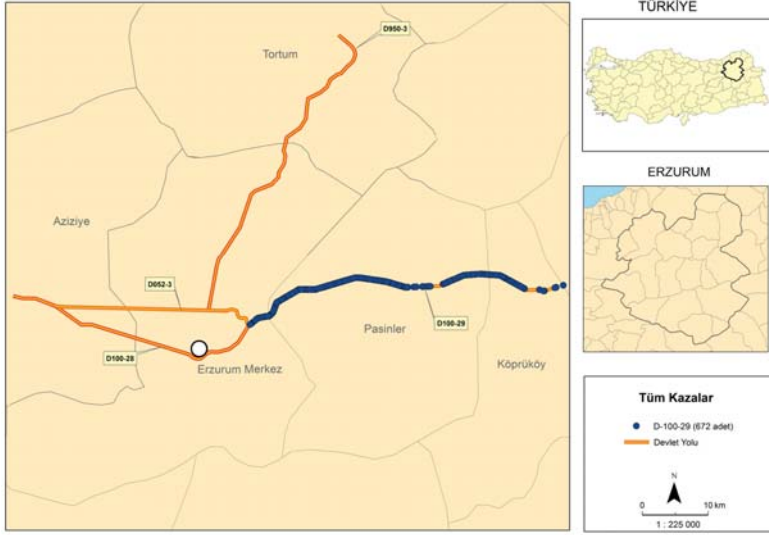 D950-3
Tortum
Aziziye
D052-3
D100-28
Erzurum Merkez
Pasinler
D100-29
Köprüköy
TÜRKİYE
ERZURUM
Tüm Kazalar
D-100-29 (672 adet)
Devlet Yolu
N
0 10 km
1 : 225 000